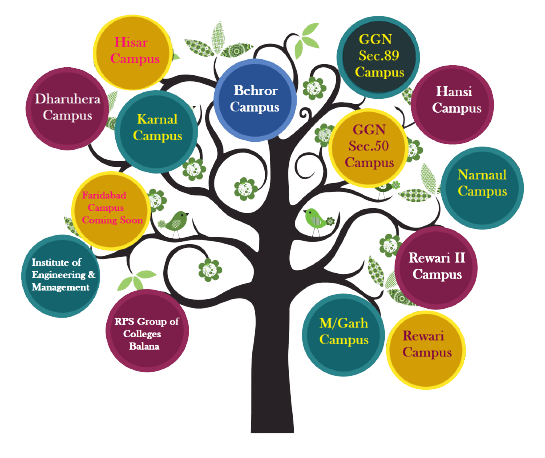 Hisar
Campus
GGN
Sec.89
Campus
Dharuhera
Campus
Karnal
Campus
Behror
Campus
Hansi
Campus
GGN
Sec.50
Campus
Narnaul
Campus
Faridabad
Campus
Coming Soon
Institute of
Engineering &
Management
Rewari II
Campus
RPS Group of
Colleges
Balana
M/Garh
Campus
Rewari
Campus